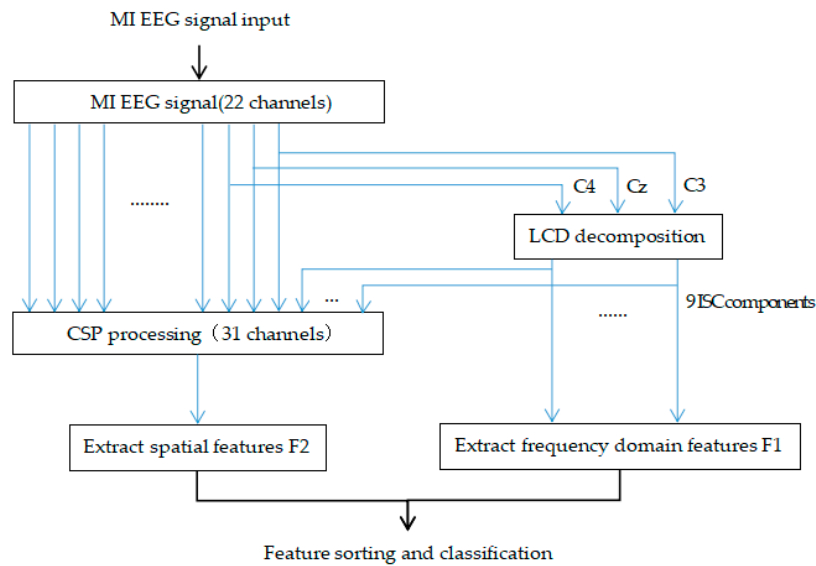 MI EEG signal input
MI EEG signal(22 channels)
........
C4 Cz C3
LCD decomposition
...
9ISCcomponents
......
CSP processing（31 channels）
Extract spatial features F2
Extract frequency domain features F1
Feature sorting and classification